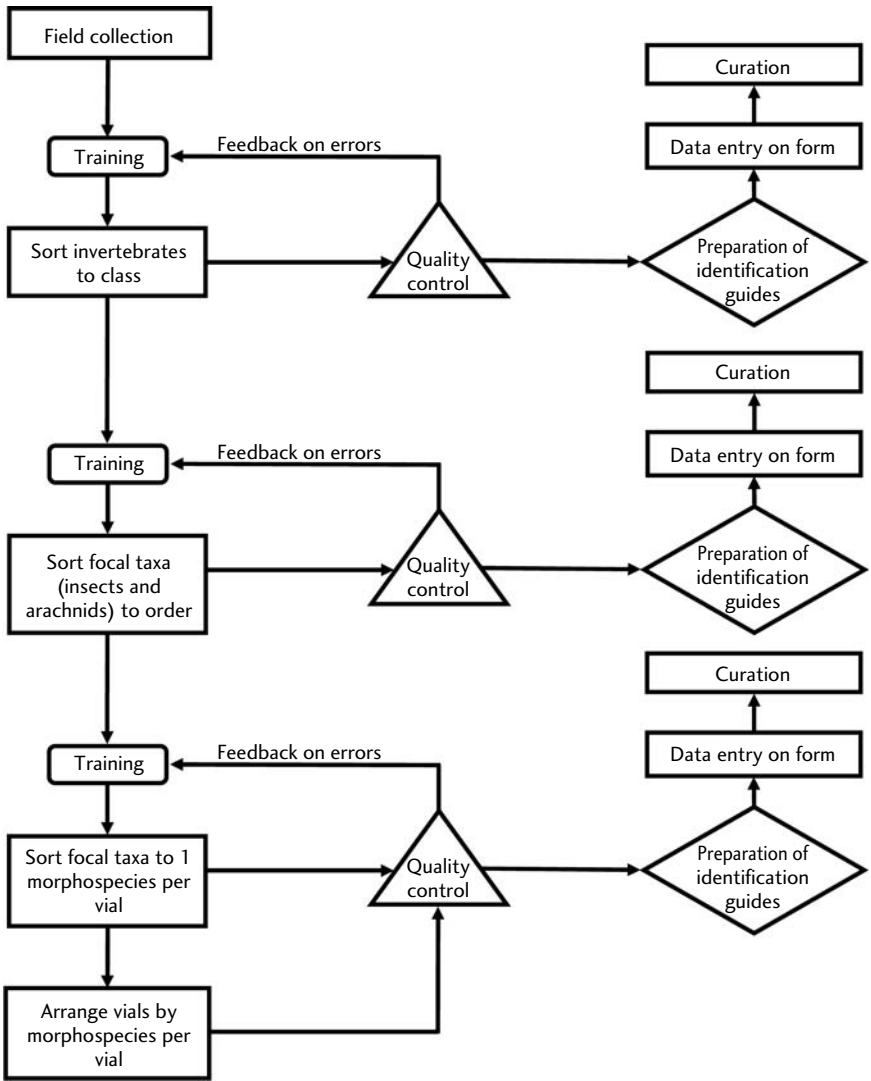 Field collection
Training
Feedback on errors
Sort invertebrates
to class
Quality
control
Preparation of
identification
guides
Data entry on form
Curation
Training
Feedback on errors
Sort focal taxa
(insects and
arachnids) to order
Quality
control
Preparation of
identification
guides
Data entry on form
Curation
Training
Feedback on errors
Sort focal taxa to 1
morphospecies per
vial
Quality
control
Preparation of
identification
guides
Data entry on form
Curation
Arrange vials by
morphospecies per
vial